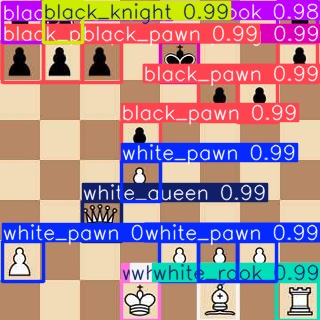 black_knight 0.99
ook 0.98
black_p
black_pawn 0.99
0.99
black_pawn 0.99
black_pawn 0.99
white_pawn 0.99
white_queen 0.99
white_pawn 0
white_pawn 0.99
white_rook 0.99